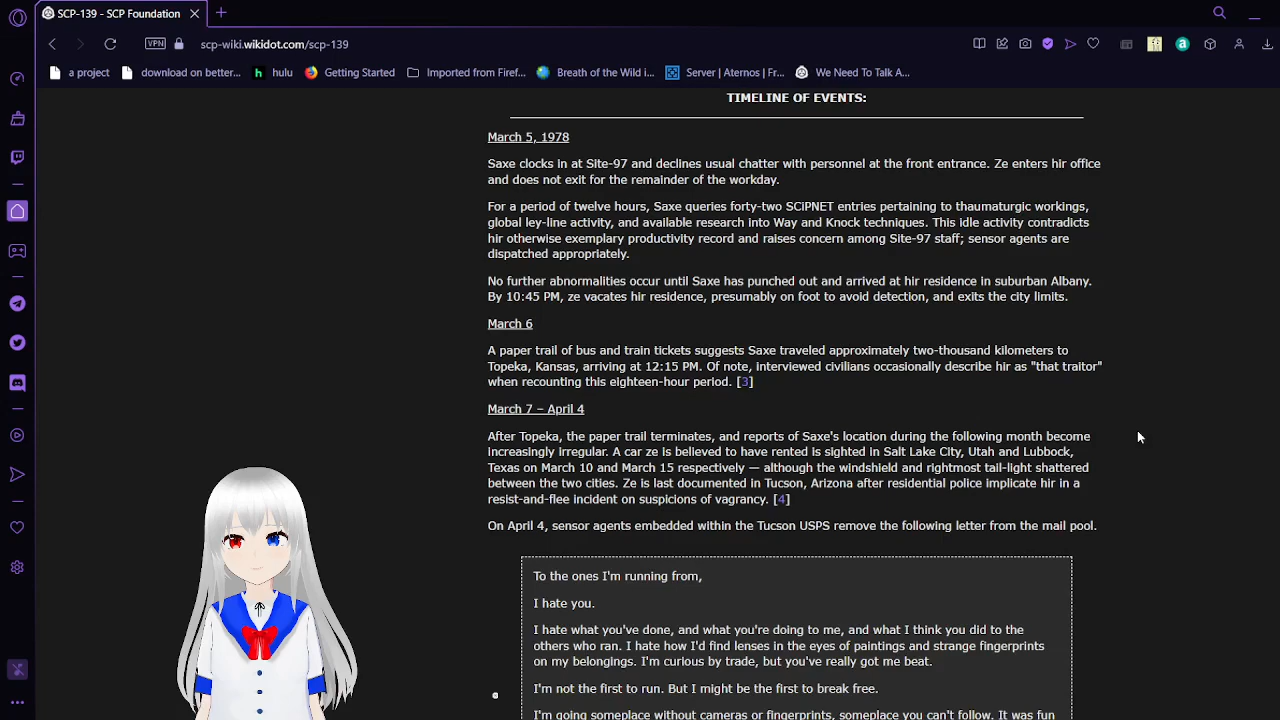 SCP-139 - SCP Foundation
VPN
scp-wiki.wikidot.com/scp-139
a project
download on better...
hulu
Getting Started
Imported from Firef...
Breath of the Wild i...
Server | Aternos | Fr...
We Need To Talk A...
TIMELINE OF EVENTS:
March 5, 1978
Saxe clocks in at Site-97 and declines usual chatter with personnel at the front entrance. Ze enters hir office
and does not exit for the remainder of the workday.
For a period of twelve hours, Saxe queries forty-two SCiPNET entries pertaining to thaumaturgic workings,
global ley-line activity, and available research into Way and Knock techniques. This idle activity contradicts
hir otherwise exemplary productivity record and raises concern among Site-97 staff; sensor agents are
dispatched appropriately.
No further abnormalities occur until Saxe has punched out and arrived at hir residence in suburban Albany.
By 10:45 PM, ze vacates hir residence, presumably on foot to avoid detection, and exits the city limits.
March 6
A paper trail of bus and train tickets suggests Saxe traveled approximately two-thousand kilometers to
Topeka, Kansas, arriving at 12:15 PM. Of note, interviewed civilians occasionally describe hir as "that traitor"
when recounting this eighteen-hour period. [3]
March 7 – April 4
After Topeka, the paper trail terminates, and reports of Saxe's location during the following month become
increasingly irregular. A car ze is believed to have rented is sighted in Salt Lake City, Utah and Lubbock,
Texas on March 10 and March 15 respectively — although the windshield and rightmost tail-light shattered
between the two cities. Ze is last documented in Tucson, Arizona after residential police implicate hir in a
resist-and-flee incident on suspicions of vagrancy. [4]
On April 4, sensor agents embedded within the Tucson USPS remove the following letter from the mail pool.
To the ones I'm running from,
I hate you.
I hate what you've done, and what you're doing to me, and what I think you did to the
others who ran. I hate how I'd find lenses in the eyes of paintings and strange fingerprints
on my belongings. I'm curious by trade, but you've really got me beat.
I'm not the first to run. But I might be the first to break free.
I'm going someplace without cameras or fingerprints, someplace you can't follow. It was fun